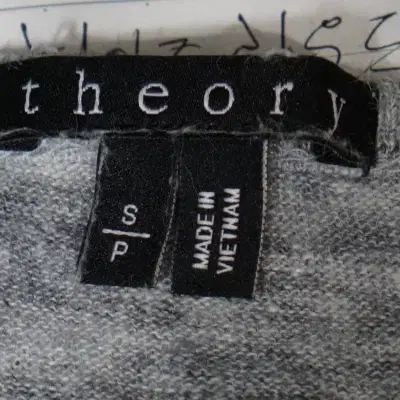 theory
S
P
MADE IN
VIETNAM